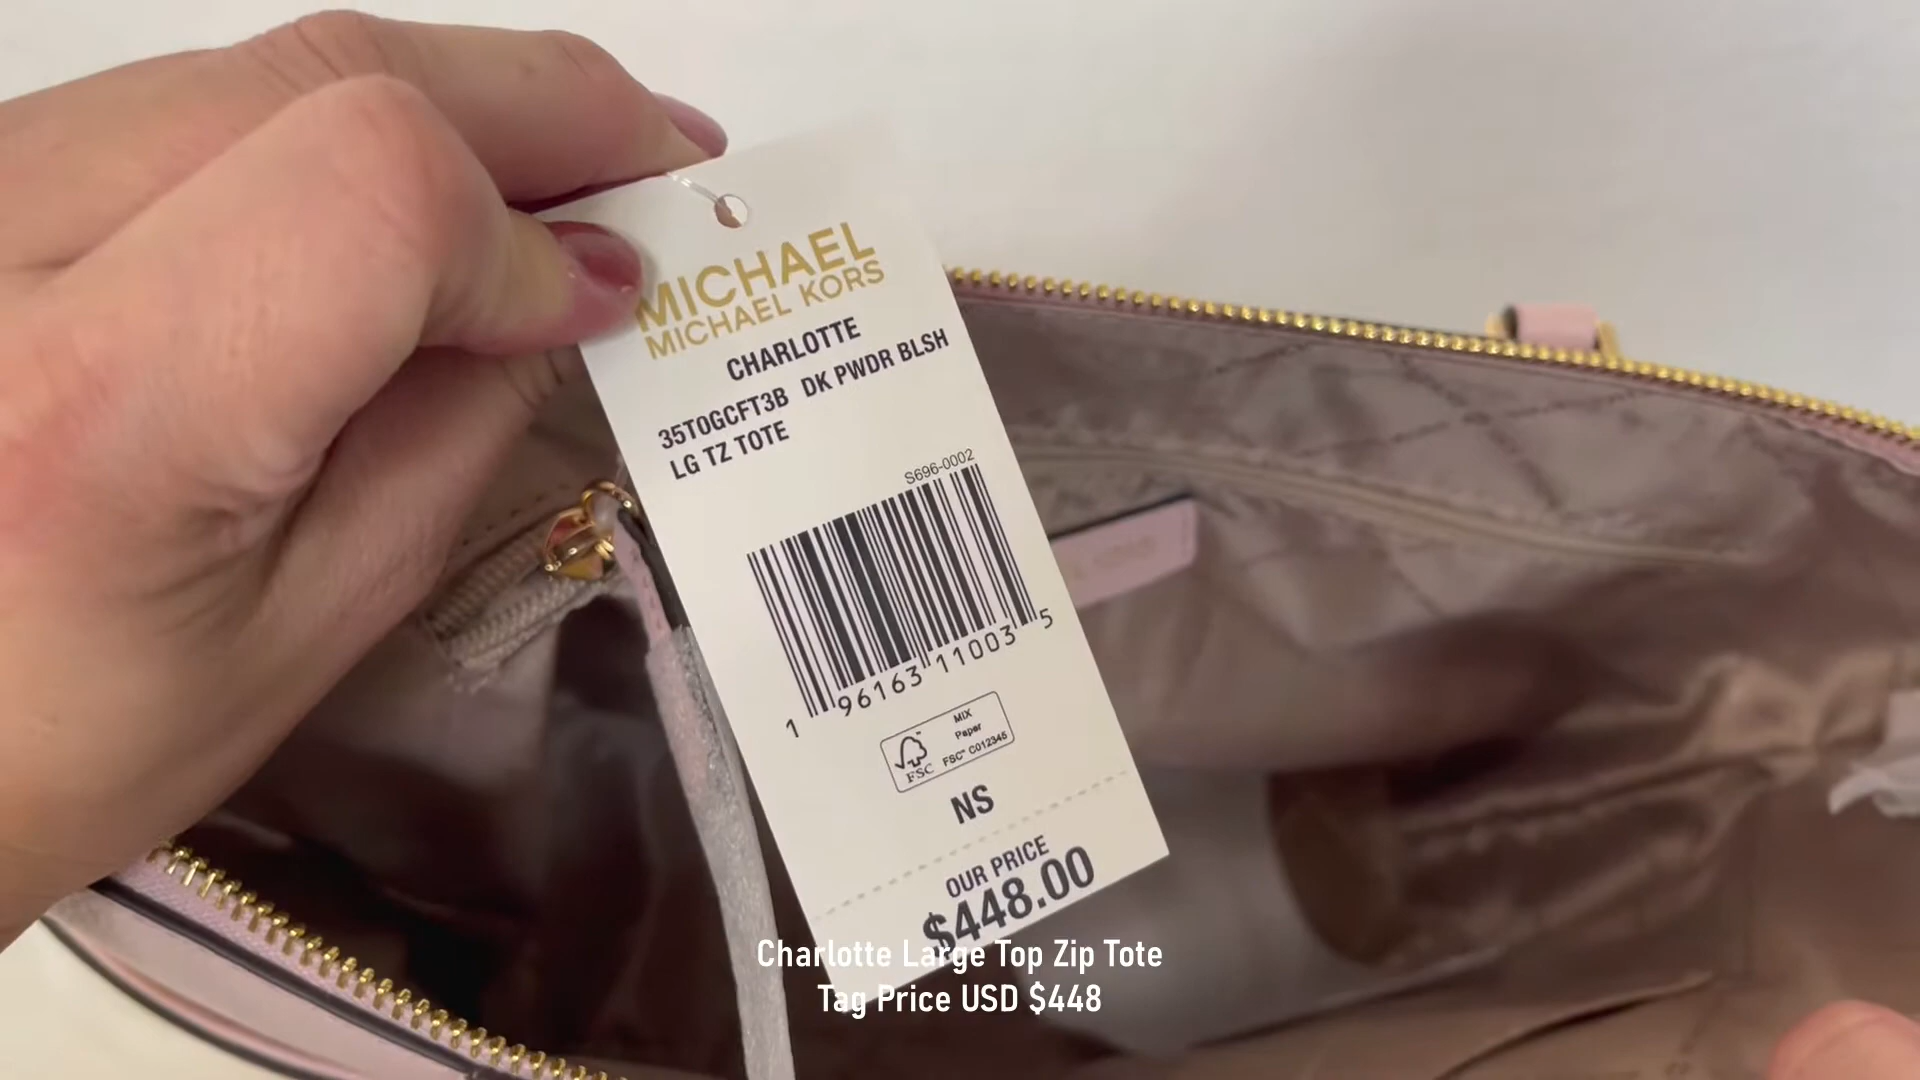 MICHAEL
MICHAEL KORS
CHARLOTTE
35T0GCFT3B DK PWDR BLSH
LG TZ TOTE
S696-0002
1 96163 11003 5
MIX
Paper
FSC™ C012345
FSC
NS
OUR PRICE
$448.00
Charlotte Large Top Zip Tote
Tag Price USD $448